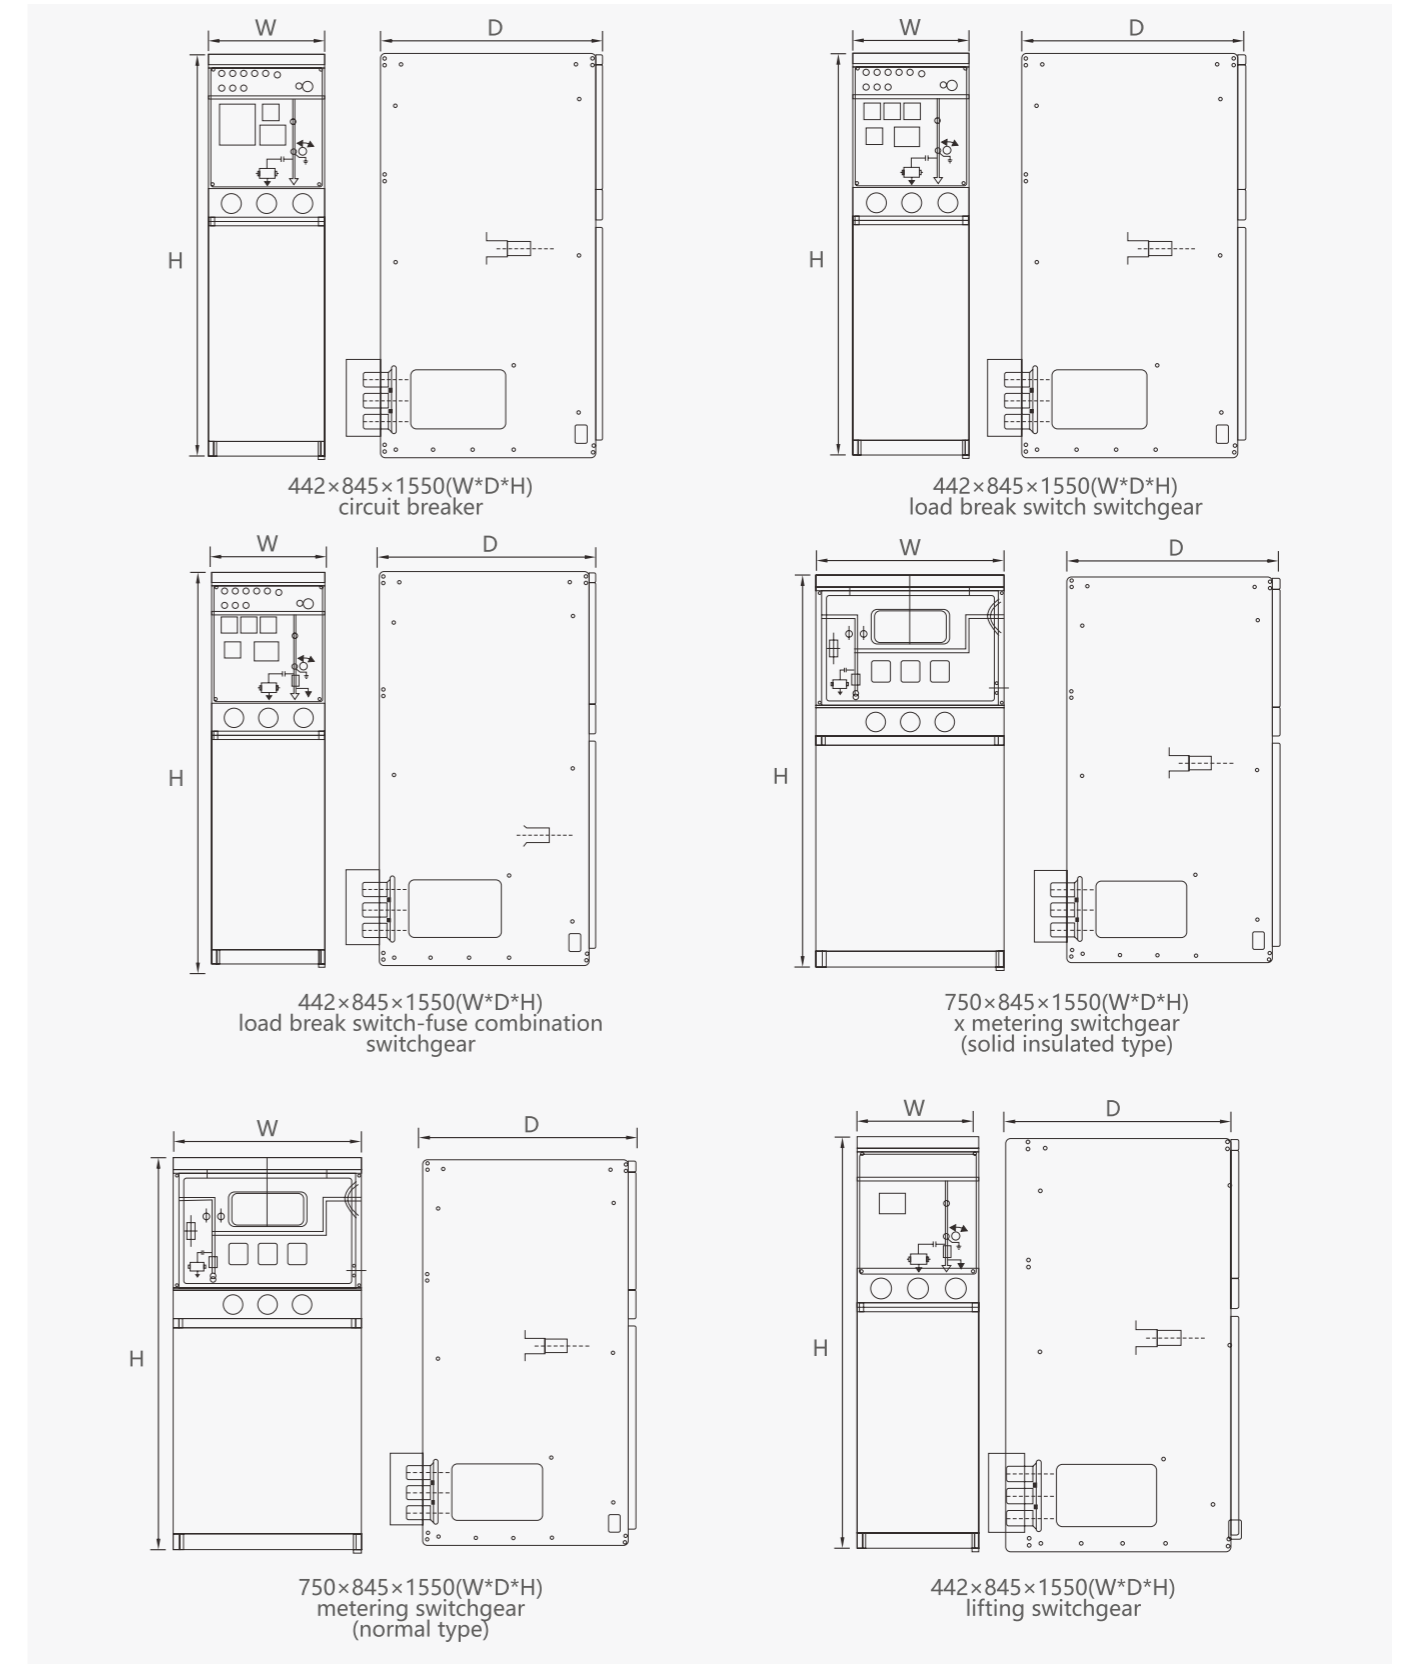 W
D
H
442×845×1550(W*D*H)
circuit breaker
W
D
H
442×845×1550(W*D*H)
load break switch switchgear
W
D
H
442×845×1550(W*D*H)
load break switch-fuse combination
switchgear
W
D
H
750×845×1550(W*D*H)
x metering switchgear
(solid insulated type)
W
D
H
750×845×1550(W*D*H)
metering switchgear
(normal type)
W
D
H
442×845×1550(W*D*H)
lifting switchgear